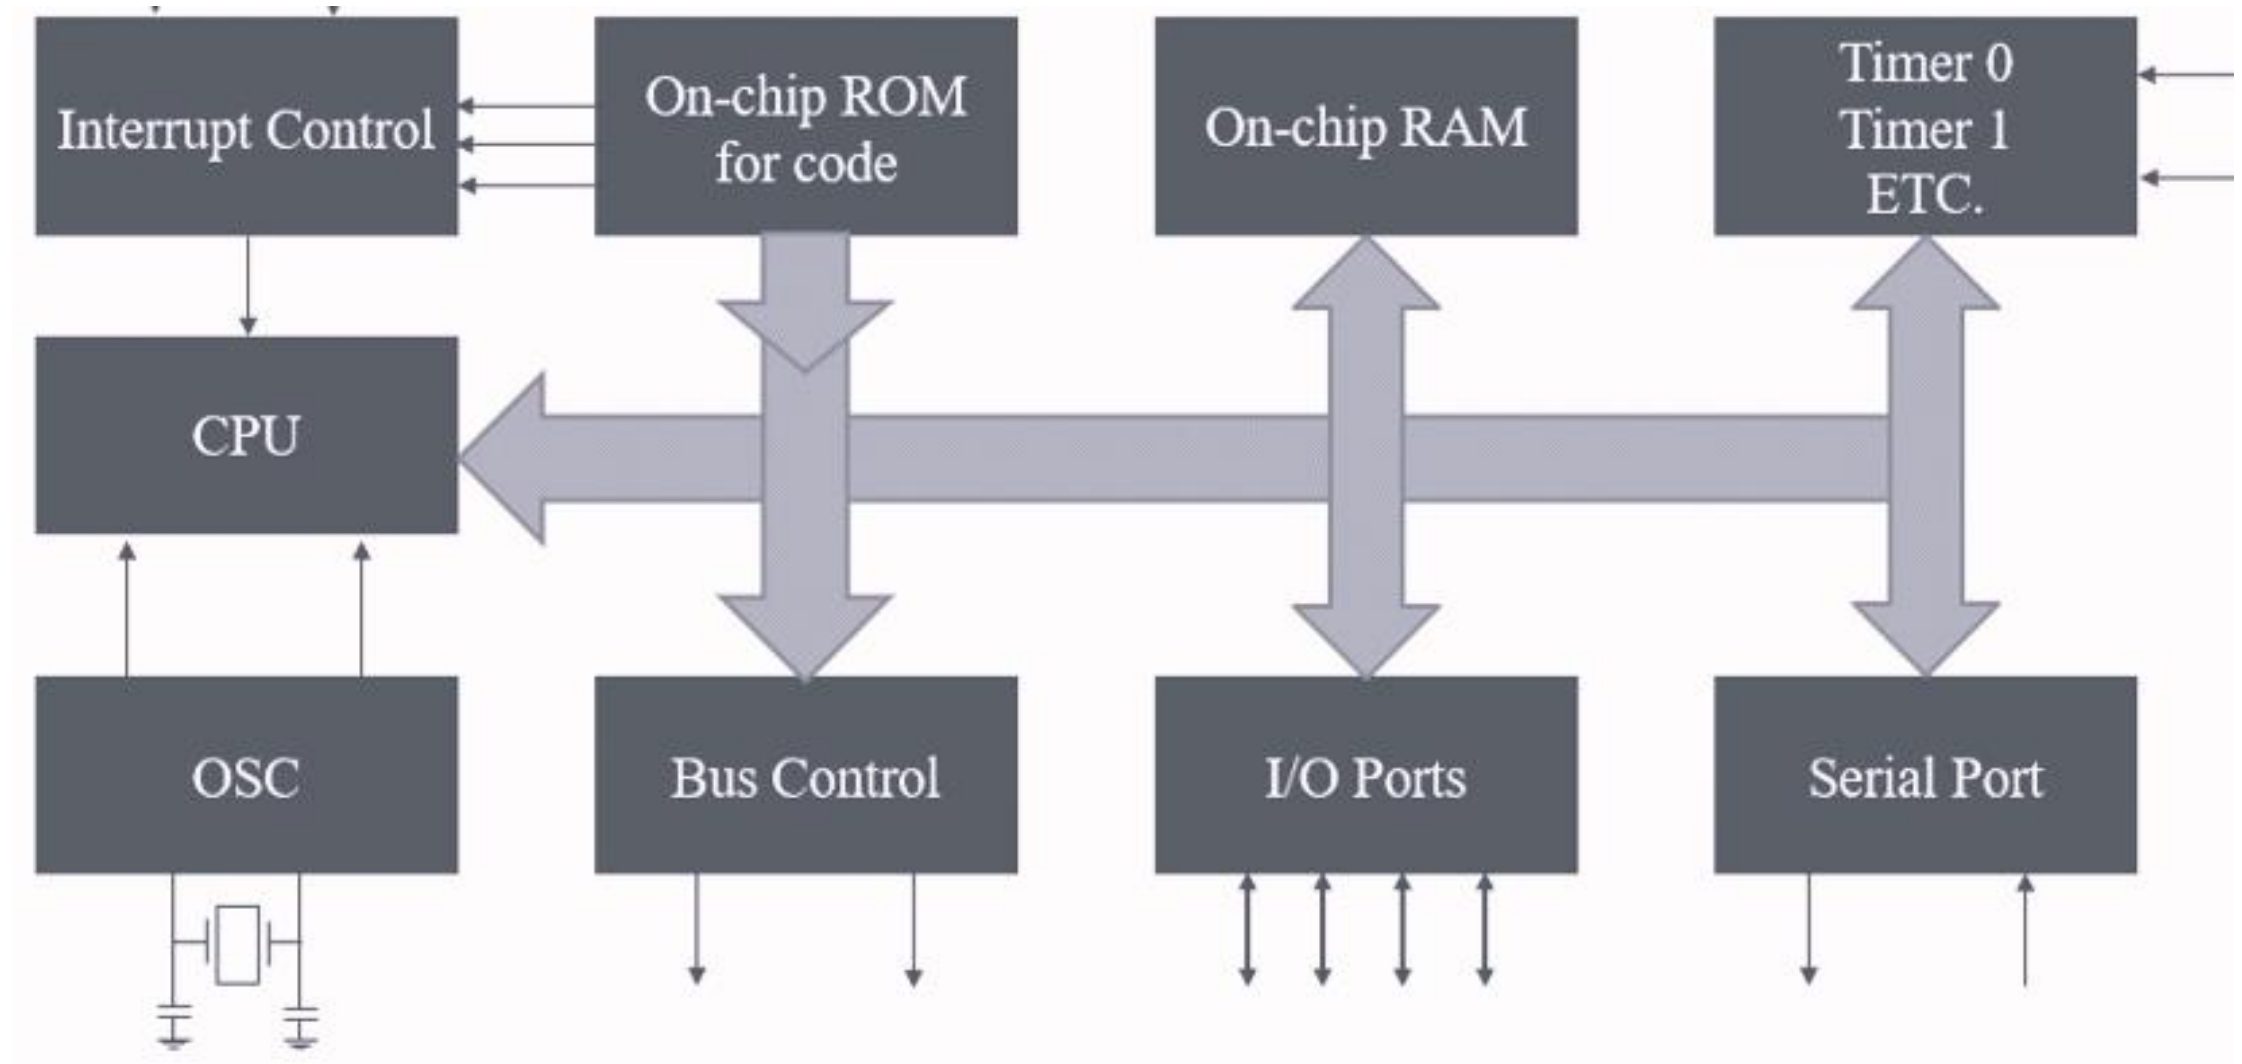 Interrupt Control
On-chip ROM
for code
On-chip RAM
Timer 0
Timer 1
ETC.
CPU
OSC
Bus Control
I/O Ports
Serial Port